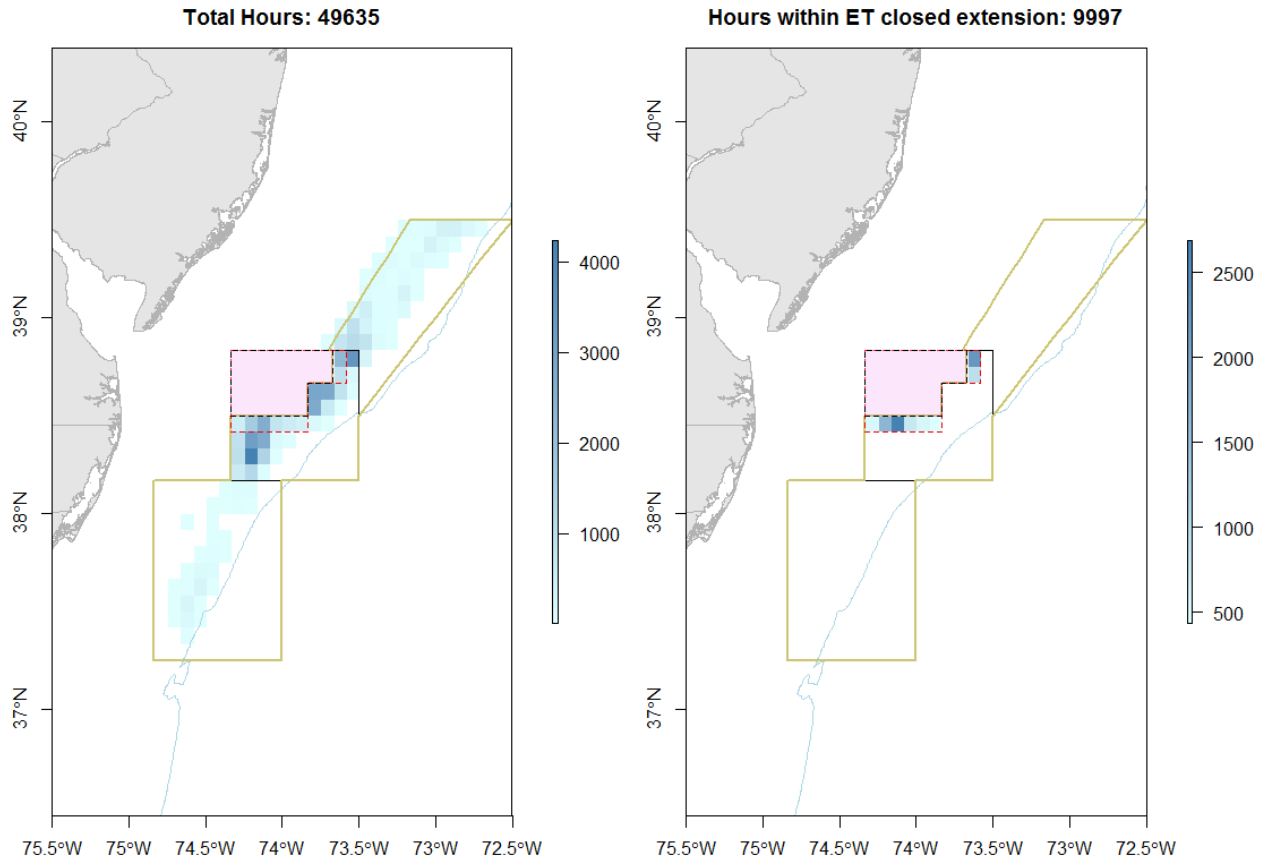 Total Hours: 49635
40°N
39°N
38°N
37°N
75.5°W 75°W 74.5°W 74°W 73.5°W 73°W 72.5°W
4000
3000
2000
1000
Hours within ET closed extension: 9997
40°N
39°N
38°N
37°N
75.5°W 75°W 74.5°W 74°W 73.5°W 73°W 72.5°W
2500
2000
1500
1000
500